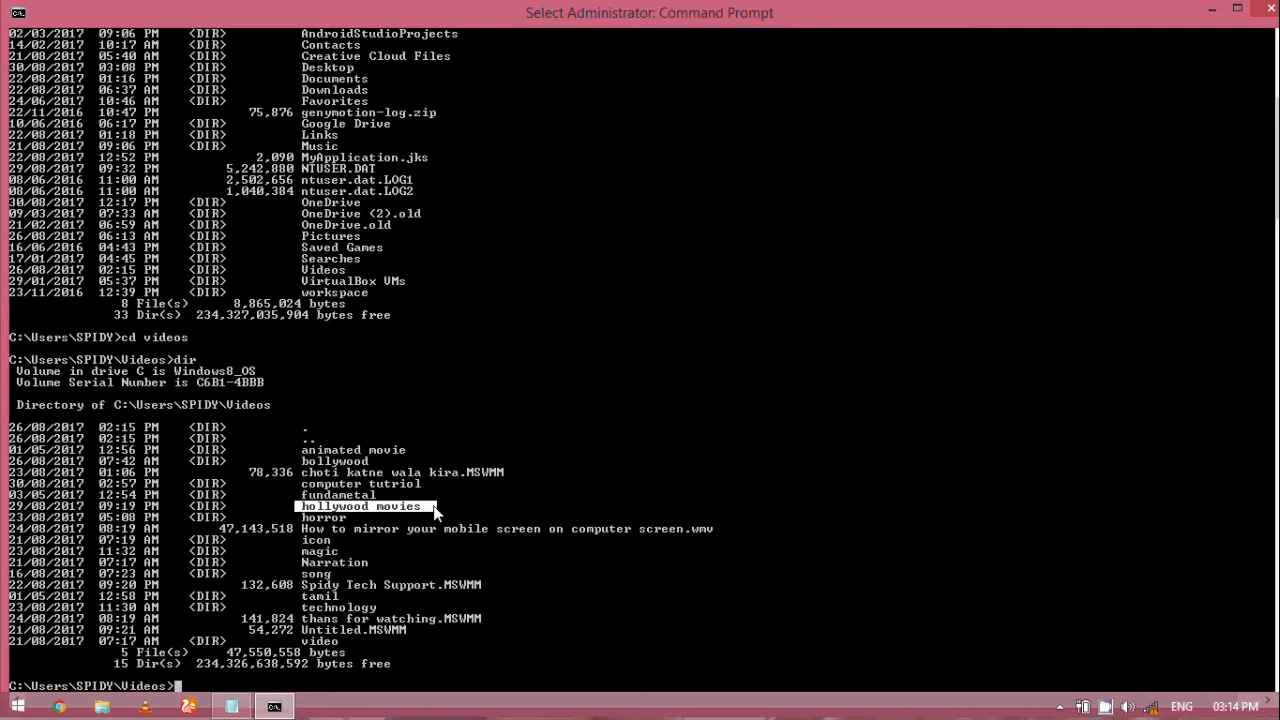 Select Administrator: Command Prompt
02/03/2017  09:06 PM    <DIR>          AndroidStudioProjects
14/02/2017  10:17 AM    <DIR>          Contacts
21/08/2017  05:40 AM    <DIR>          Creative Cloud Files
30/08/2017  03:08 PM    <DIR>          Desktop
22/08/2017  01:16 PM    <DIR>          Documents
22/08/2017  06:37 AM    <DIR>          Downloads
24/06/2017  10:46 AM    <DIR>          Favorites
22/11/2016  10:47 PM            75,876 genymotion-log.zip
10/06/2016  06:17 PM    <DIR>          Google Drive
22/08/2017  01:18 PM    <DIR>          Links
21/08/2017  09:06 PM    <DIR>          Music
22/08/2017  12:52 PM             2,090 MyApplication.jks
29/08/2017  09:32 PM         5,242,880 NTUSER.DAT
08/06/2016  11:00 AM         2,502,656 ntuser.dat.LOG1
08/06/2016  11:00 AM         1,040,384 ntuser.dat.LOG2
30/08/2017  12:17 PM    <DIR>          OneDrive
09/03/2017  07:33 AM    <DIR>          OneDrive (2).old
21/02/2017  06:59 AM    <DIR>          OneDrive.old
26/08/2017  06:13 AM    <DIR>          Pictures
16/06/2016  04:43 PM    <DIR>          Saved Games
17/01/2017  04:45 PM    <DIR>          Searches
26/08/2017  02:15 PM    <DIR>          Videos
29/01/2017  05:37 PM    <DIR>          VirtualBox VMs
23/11/2016  12:39 PM    <DIR>          workspace
8 File(s)      8,865,024 bytes
33 Dir(s)  234,327,035,904 bytes free
C:\Users\SPIDY>cd videos
C:\Users\SPIDY\Videos>dir
Volume in drive C is Windows8_OS
Volume Serial Number is C6B1-4BBB
Directory of C:\Users\SPIDY\Videos
26/08/2017  02:15 PM    <DIR>          .
26/08/2017  02:15 PM    <DIR>          ..
01/05/2017  12:56 PM    <DIR>          animated movie
26/08/2017  07:42 AM    <DIR>          bollywood
23/08/2017  01:06 PM            78,336 choti katne wala kira.MSWMM
30/08/2017  02:57 PM    <DIR>          computer tutriol
03/05/2017  12:54 PM    <DIR>          fundametal
29/08/2017  09:19 PM    <DIR>          hollywood movies
23/08/2017  05:08 PM    <DIR>          horror
24/08/2017  08:19 AM        47,143,518 How to mirror your mobile screen on computer screen.wmv
21/08/2017  07:19 AM    <DIR>          icon
23/08/2017  11:32 PM    <DIR>          magic
21/08/2017  07:17 AM    <DIR>          Narration
16/08/2017  07:23 AM    <DIR>          song
22/08/2017  09:20 PM           132,608 Spidy Tech Support.MSWMM
01/05/2017  12:58 PM    <DIR>          tamil
23/08/2017  11:30 PM    <DIR>          technology
24/08/2017  08:19 AM           141,824 thans for watching.MSWMM
21/08/2017  09:21 AM            54,272 Untitled.MSWMM
21/08/2017  07:17 AM    <DIR>          video
5 File(s)     47,550,558 bytes
15 Dir(s)  234,326,638,592 bytes free
C:\Users\SPIDY\Videos>
ENG
03:14 PM